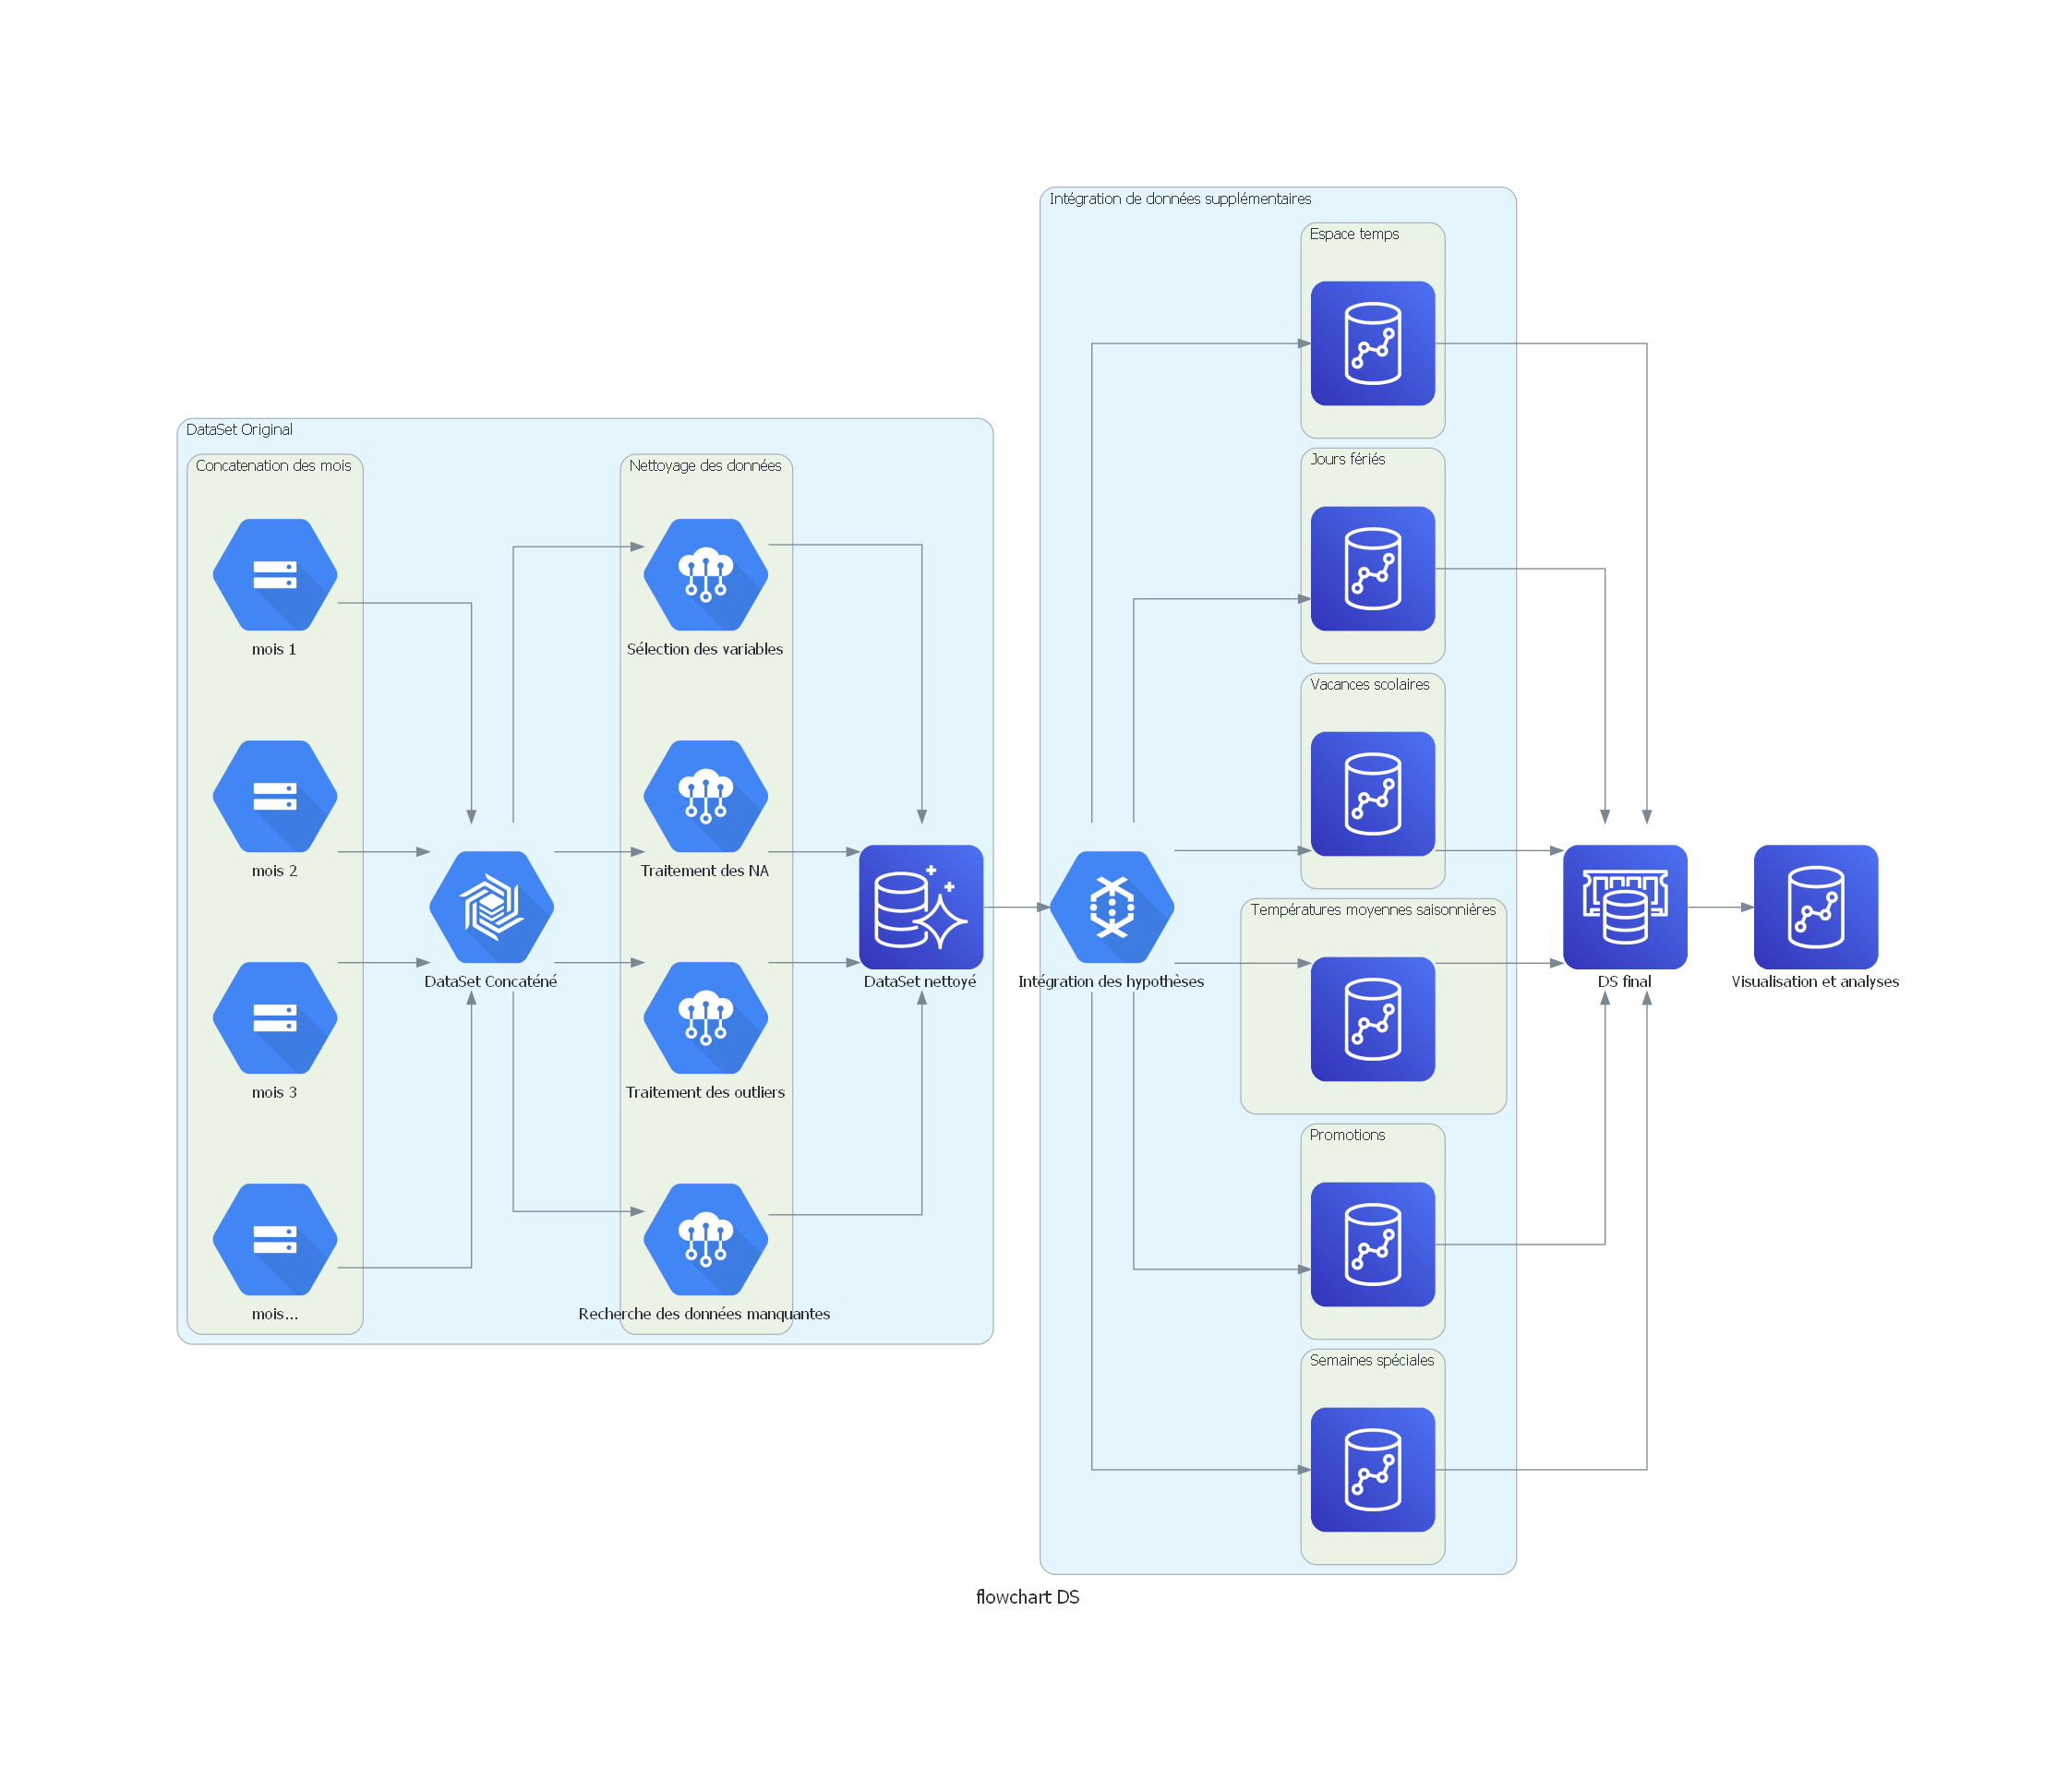 DataSet Original
Concatenation des mois
mois 1
mois 2
mois 3
mois...
DataSet Concaténé
Nettoyage des données
Sélection des variables
Traitement des NA
Traitement des outliers
Recherche des données manquantes
DataSet nettoyé
Intégration de données supplémentaires
Intégration des hypothèses
Espace temps
Jours fériés
Vacances scolaires
Températures moyennes saisonnières
Promotions
Semaines spéciales
DS final
Visualisation et analyses
flowchart DS